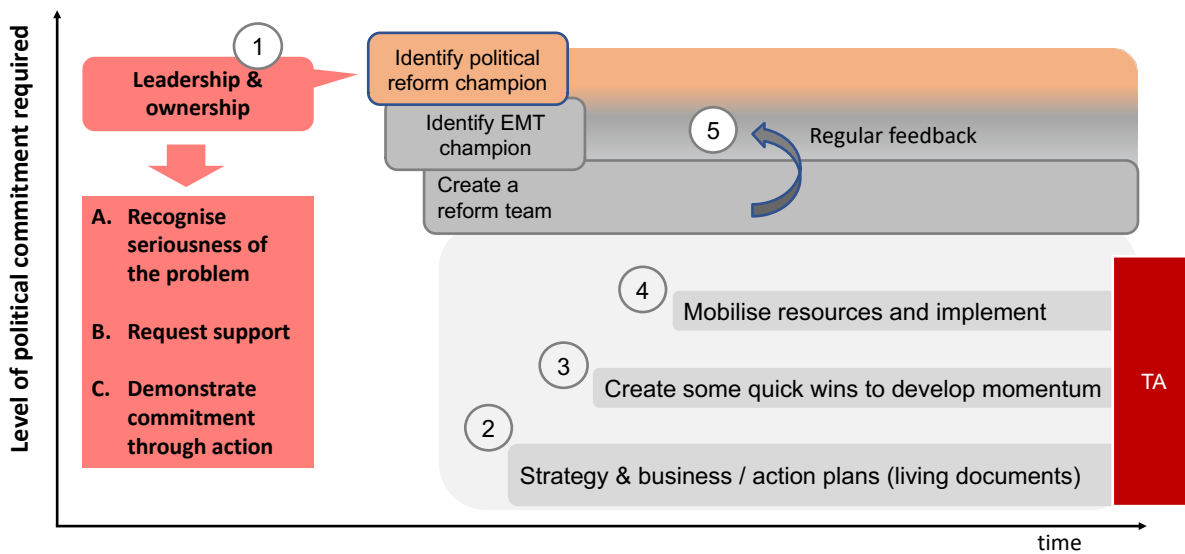 Level of political commitment required
1
Leadership &
ownership
A. Recognise
seriousness of
the problem
B. Request support
C. Demonstrate
commitment
through action
Identify political
reform champion
Identify EMT
champion
Create a
reform team
5
Regular feedback
4
Mobilise resources and implement
3
Create some quick wins to develop momentum
2
Strategy & business / action plans (living documents)
TA
time